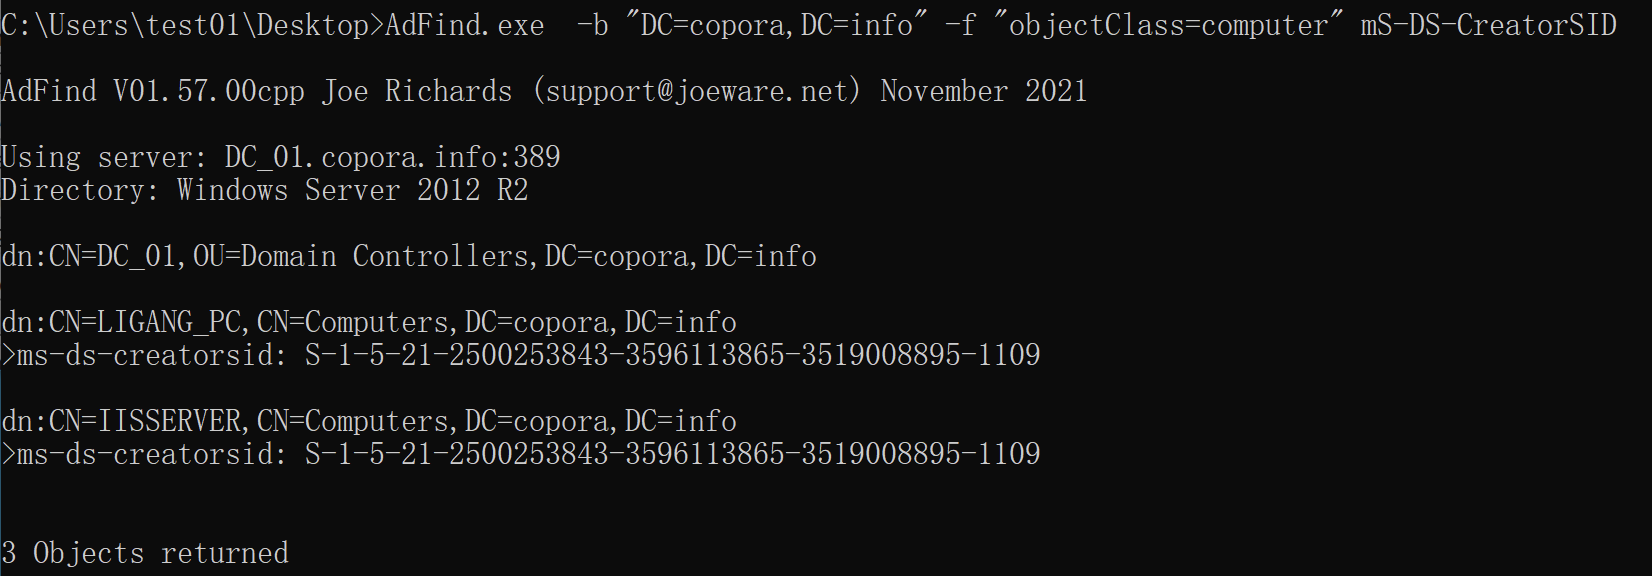 C:\Users\test01\Desktop>AdFind.exe  -b "DC=copora,DC=info" -f "objectClass=computer" mS-DS-CreatorSID
AdFind V01.57.00cpp Joe Richards (support@joeware.net) November 2021
Using server: DC_01.copora.info:389
Directory: Windows Server 2012 R2
dn:CN=DC_01,OU=Domain Controllers,DC=copora,DC=info
dn:CN=LIGANG_PC,CN=Computers,DC=copora,DC=info
>ms-ds-creatorsid: S-1-5-21-2500253843-3596113865-3519008895-1109
dn:CN=IISSERVER,CN=Computers,DC=copora,DC=info
>ms-ds-creatorsid: S-1-5-21-2500253843-3596113865-3519008895-1109
3 Objects returned